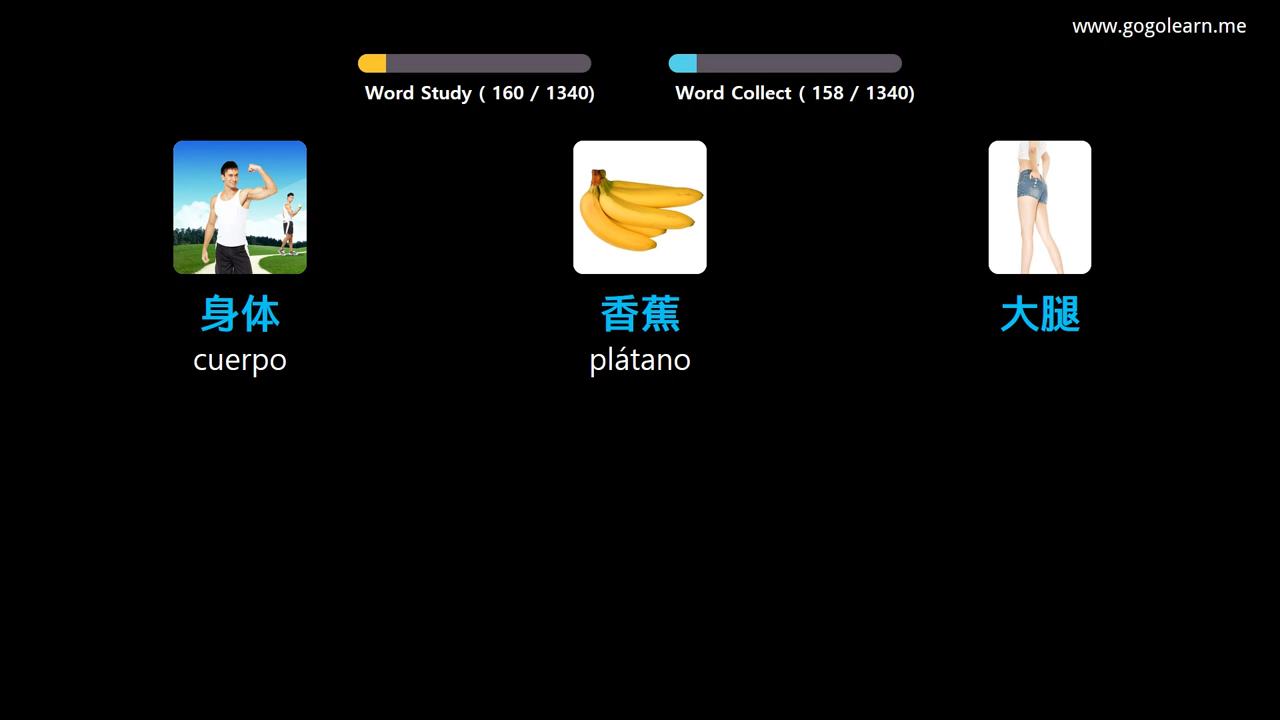 www.gogolearn.me
Word Study ( 160 / 1340)
Word Collect ( 158 / 1340)
身体
香蕉
大腿
cuerpo
plátano